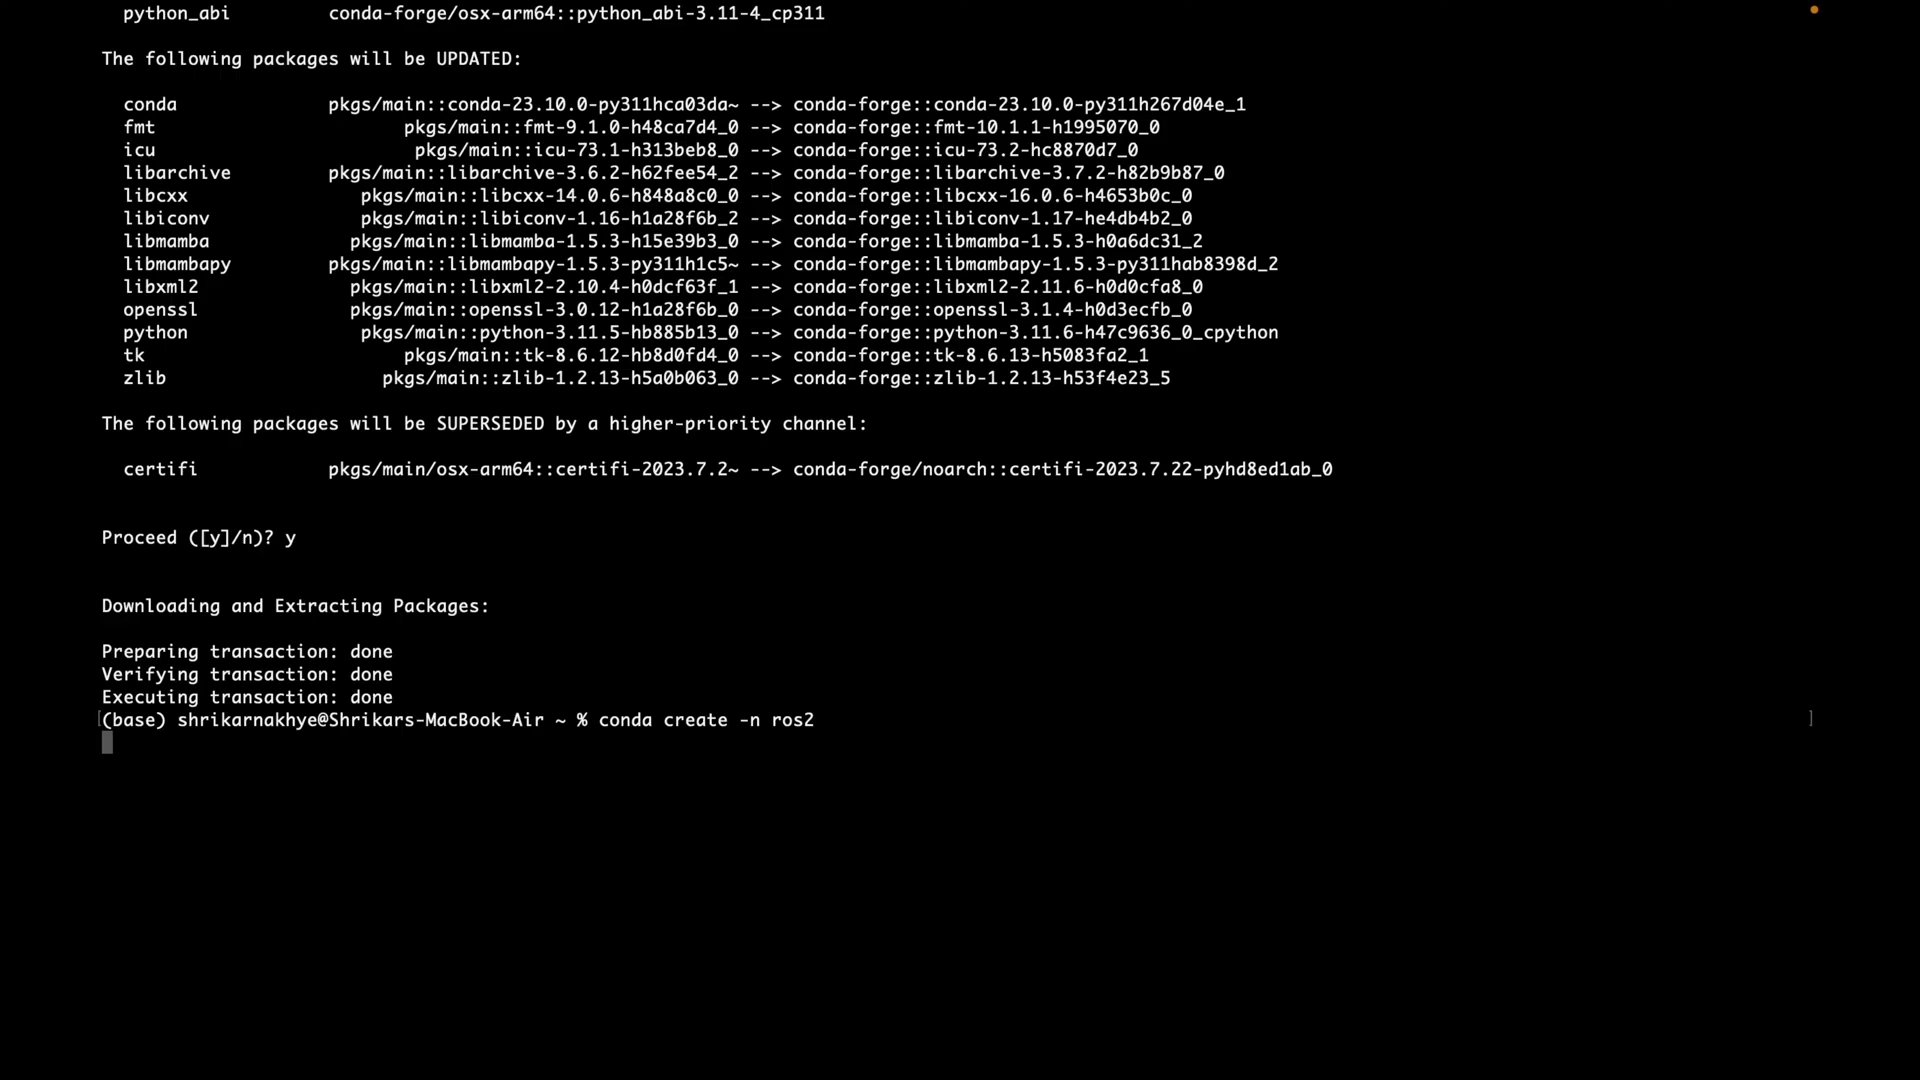 python_abi conda-forge/osx-arm64::python_abi-3.11-4_cp311
The following packages will be UPDATED:
conda pkgs/main::conda-23.10.0-py311hca03da~ --> conda-forge::conda-23.10.0-py311h267d04e_1
fmt pkgs/main::fmt-9.1.0-h48ca7d4_0 --> conda-forge::fmt-10.1.1-h1995070_0
icu pkgs/main::icu-73.1-h313beb8_0 --> conda-forge::icu-73.2-hc8870d7_0
libarchive pkgs/main::libarchive-3.6.2-h62fee54_2 --> conda-forge::libarchive-3.7.2-h82b9b87_0
libcxx pkgs/main::libcxx-14.0.6-h848a8c0_0 --> conda-forge::libcxx-16.0.6-h4653b0c_0
libiconv pkgs/main::libiconv-1.16-h1a28f6b_2 --> conda-forge::libiconv-1.17-he4db4b2_0
libmamba pkgs/main::libmamba-1.5.3-h15e39b3_0 --> conda-forge::libmamba-1.5.3-h0a6dc31_2
libmambapy pkgs/main::libmambapy-1.5.3-py311h1c5~ --> conda-forge::libmambapy-1.5.3-py311hab8398d_2
libxml2 pkgs/main::libxml2-2.10.4-h0dcf63f_1 --> conda-forge::libxml2-2.11.6-h0d0cfa8_0
openssl pkgs/main::openssl-3.0.12-h1a28f6b_0 --> conda-forge::openssl-3.1.4-h0d3ecfb_0
python pkgs/main::python-3.11.5-hb885b13_0 --> conda-forge::python-3.11.6-h47c9636_0_cpython
tk pkgs/main::tk-8.6.12-hb8d0fd4_0 --> conda-forge::tk-8.6.13-h5083fa2_1
zlib pkgs/main::zlib-1.2.13-h5a0b063_0 --> conda-forge::zlib-1.2.13-h53f4e23_5
The following packages will be SUPERSEDED by a higher-priority channel:
certifi pkgs/main/osx-arm64::certifi-2023.7.2~ --> conda-forge/noarch::certifi-2023.7.22-pyhd8ed1ab_0
Proceed ([y]/n)? y
Downloading and Extracting Packages:
Preparing transaction: done
Verifying transaction: done
Executing transaction: done
[(base) shrikarnakhye@Shrikars-MacBook-Air ~ % conda create -n ros2 ]